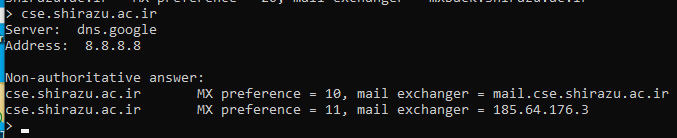 > cse.shirazu.ac.ir
Server:  dns.google
Address:  8.8.8.8
Non-authoritative answer:
cse.shirazu.ac.ir       MX preference = 10, mail exchanger = mail.cse.shirazu.ac.ir
cse.shirazu.ac.ir       MX preference = 11, mail exchanger = 185.64.176.3
>